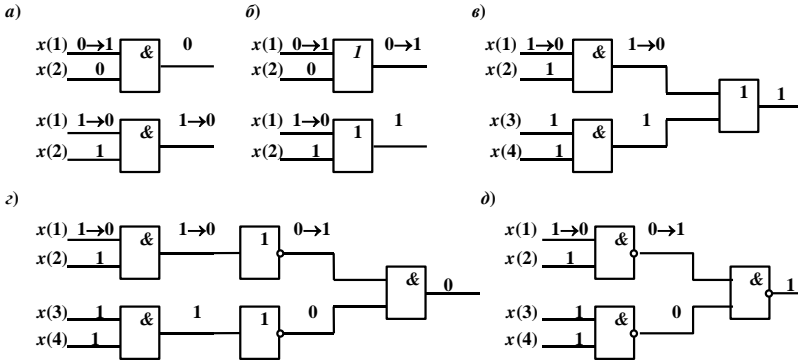 а) б) в)
x(1) 0→1 & 0
x(2) 0
x(1) 0→1 1 0→1
x(2) 0
x(1) 1→0 & 1→0
x(2) 1
1 1
x(1) 1→0 & 1→0
x(2) 1
x(1) 1→0 1 1
x(2) 1
x(3) 1 & 1
x(4) 1
г) д)
x(1) 1→0 & 1→0 1 0→1
x(2) 1
& 0
x(3) 1 & 1 1 0
x(4) 1
x(1) 1→0 & 0→1
x(2) 1
& 1
x(3) 1 & 0
x(4) 1